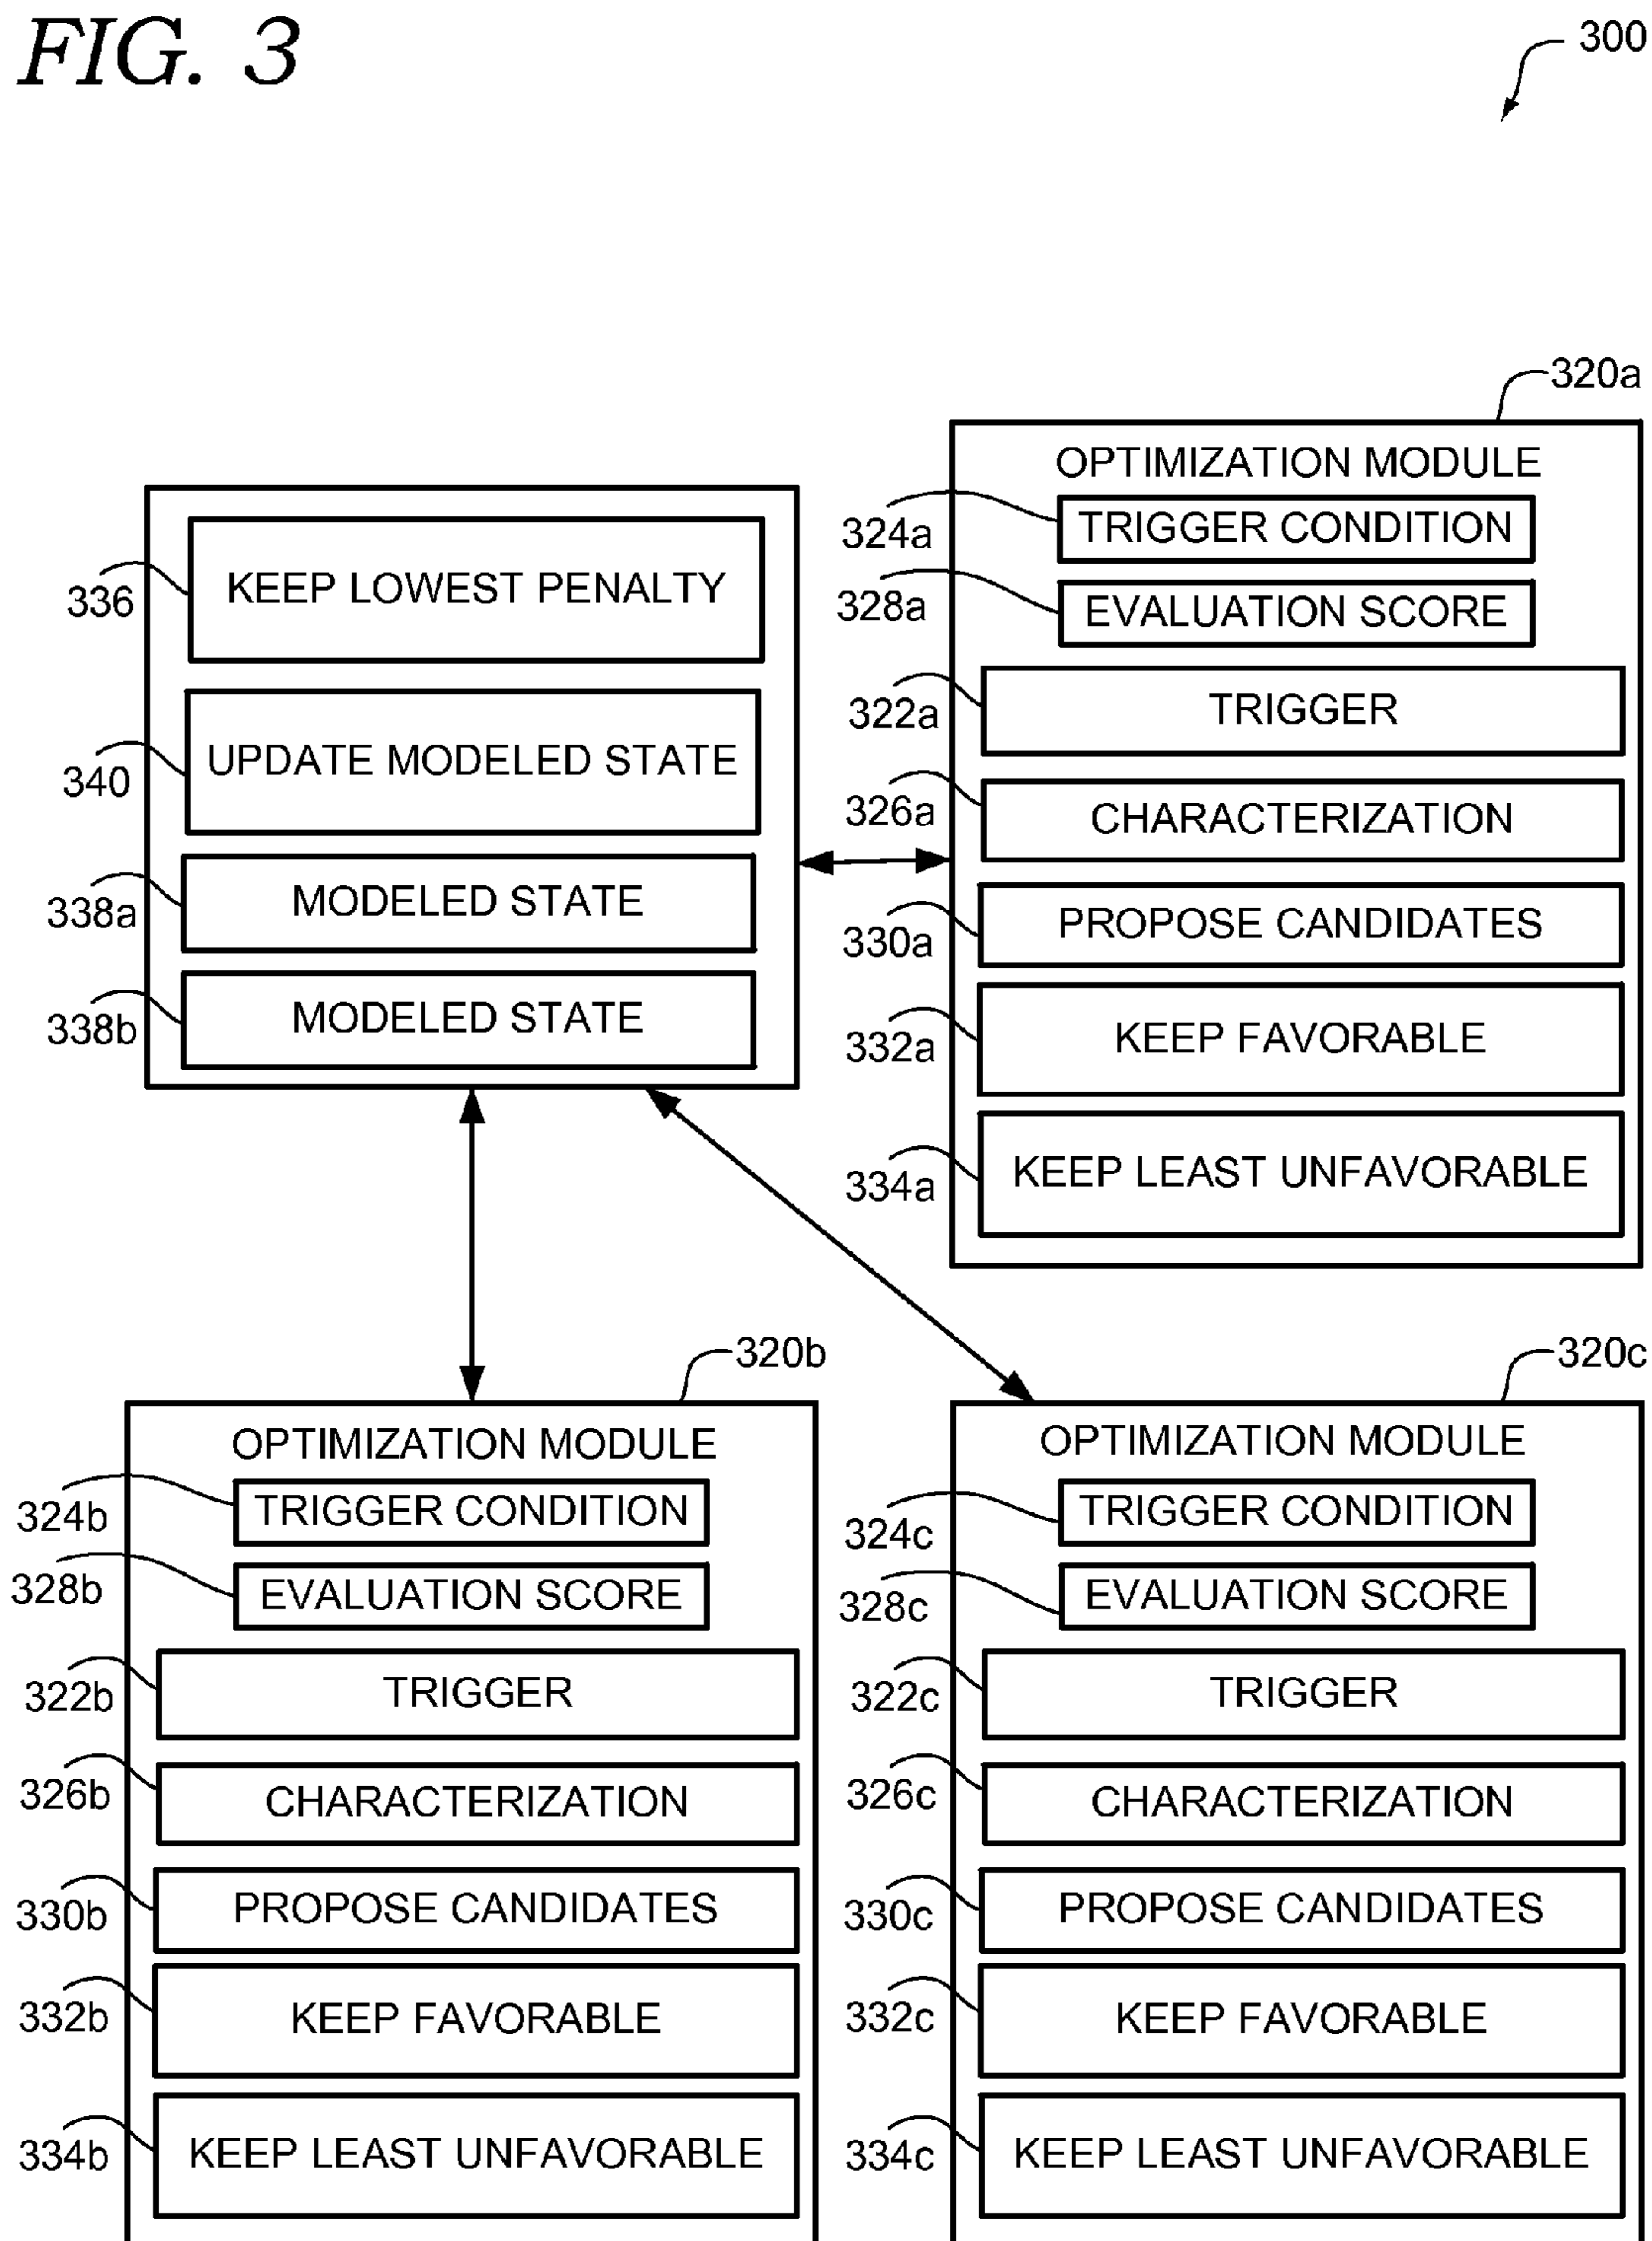 FIG. 3
300
336
KEEP LOWEST PENALTY
340
UPDATE MODELED STATE
338a
MODELED STATE
338b
MODELED STATE
320a
OPTIMIZATION MODULE
324a
TRIGGER CONDITION
328a
EVALUATION SCORE
322a
TRIGGER
326a
CHARACTERIZATION
330a
PROPOSE CANDIDATES
332a
KEEP FAVORABLE
334a
KEEP LEAST UNFAVORABLE
320b
OPTIMIZATION MODULE
324b
TRIGGER CONDITION
328b
EVALUATION SCORE
322b
TRIGGER
326b
CHARACTERIZATION
330b
PROPOSE CANDIDATES
332b
KEEP FAVORABLE
334b
KEEP LEAST UNFAVORABLE
320c
OPTIMIZATION MODULE
324c
TRIGGER CONDITION
328c
EVALUATION SCORE
322c
TRIGGER
326c
CHARACTERIZATION
330c
PROPOSE CANDIDATES
332c
KEEP FAVORABLE
334c
KEEP LEAST UNFAVORABLE